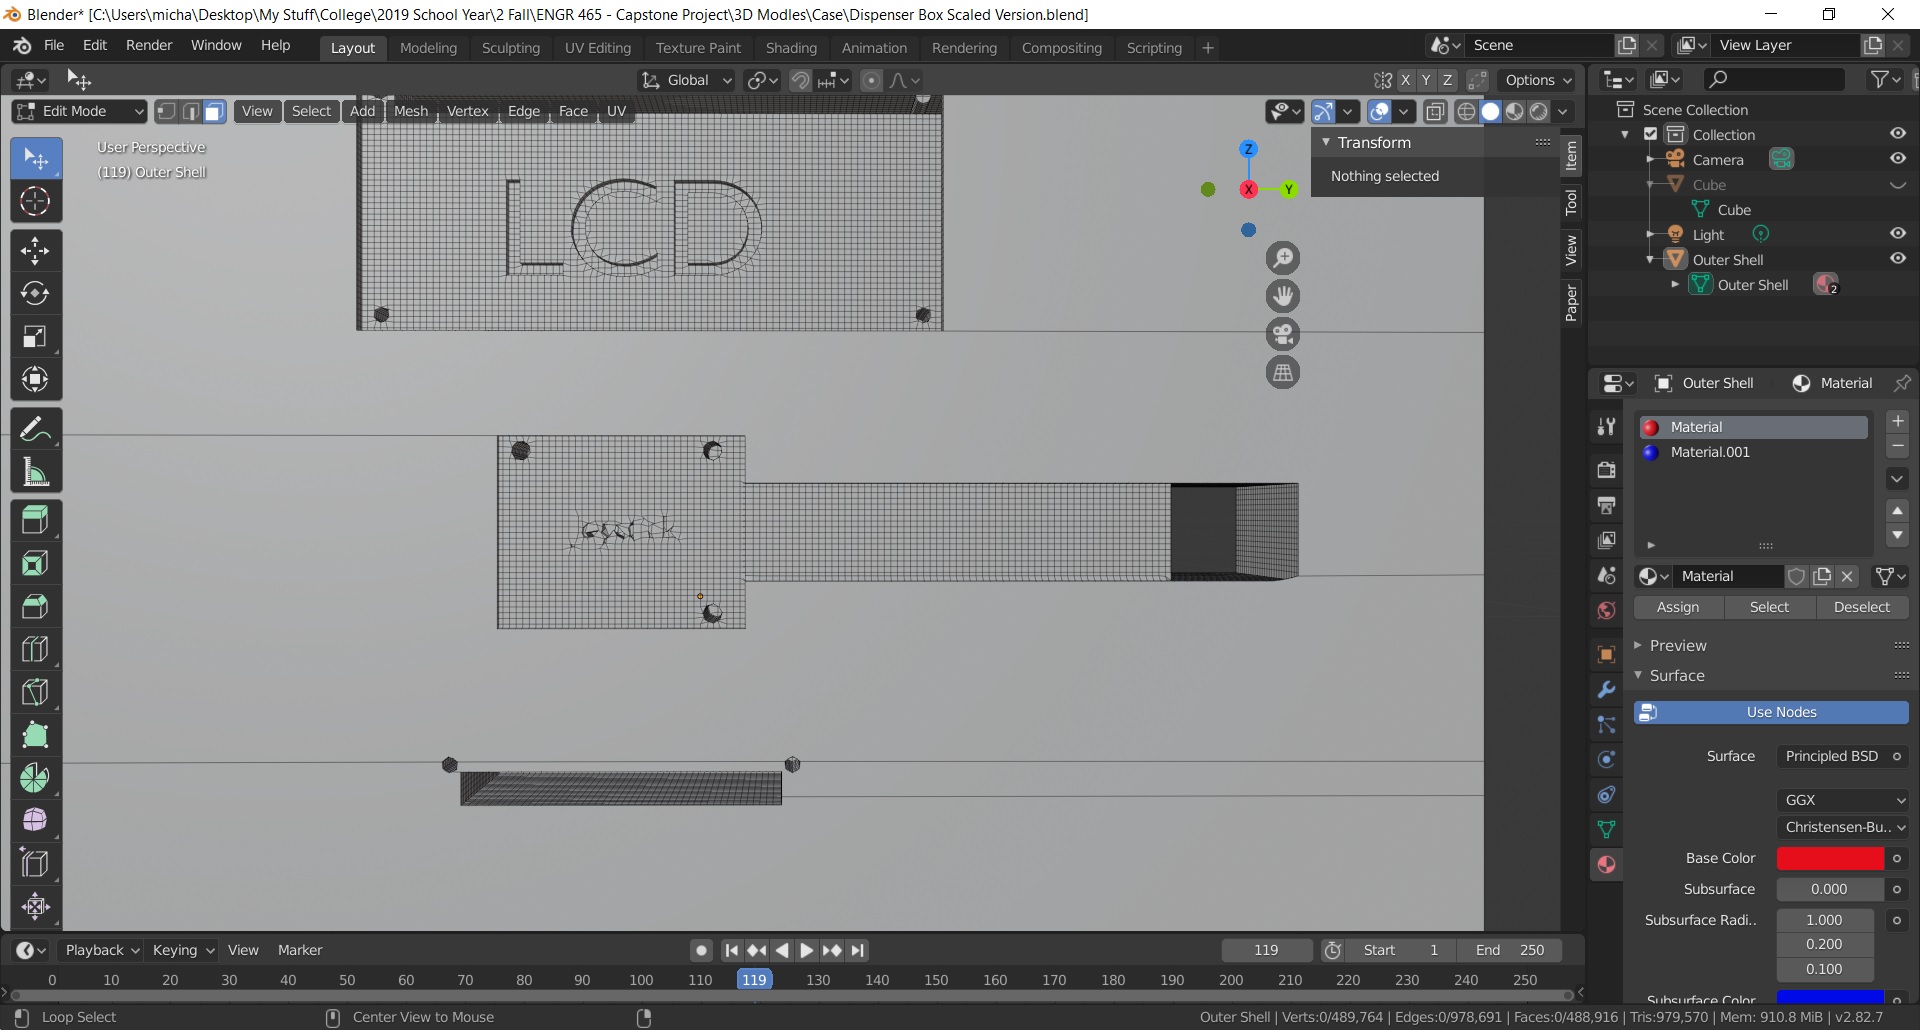 Blender* [C:\Users\micha\Desktop\My Stuff\College\2019 School Year\2 Fall\ENGR 465 - Capstone Project\3D Modles\Case\Dispenser Box Scaled Version.blend]
File Edit Render Window Help Layout Modeling Sculpting UV Editing Texture Paint Shading Animation Rendering Compositing Scripting + Scene View Layer
Global X Y Z Options
Edit Mode View Select Add Mesh Vertex Edge Face UV
User Perspective
(119) Outer Shell
LCD
Z
X
Y
Transform
Nothing selected
Item
Tool
View
Paper
Scene Collection
Collection
Camera
Cube
Cube
Light
Outer Shell
Outer Shell 2
Outer Shell Material
Material
Material.001
Material
Assign Select Deselect
Preview
Surface
Use Nodes
Surface Principled BSD
GGX
Christensen-Bu..
Base Color
Subsurface 0.000
Subsurface Radi.. 1.000
0.200
0.100
Subsurface Color
Playback Keying View Marker 119 Start 1 End 250
0 10 20 30 40 50 60 70 80 90 100 110 119 130 140 150 160 170 180 190 200 210 220 230 240 250
Loop Select Center View to Mouse Outer Shell | Verts:0/489,764 | Edges:0/978,691 | Faces:0/488,916 | Tris:979,570 | Mem: 910.8 MiB | v2.82.7